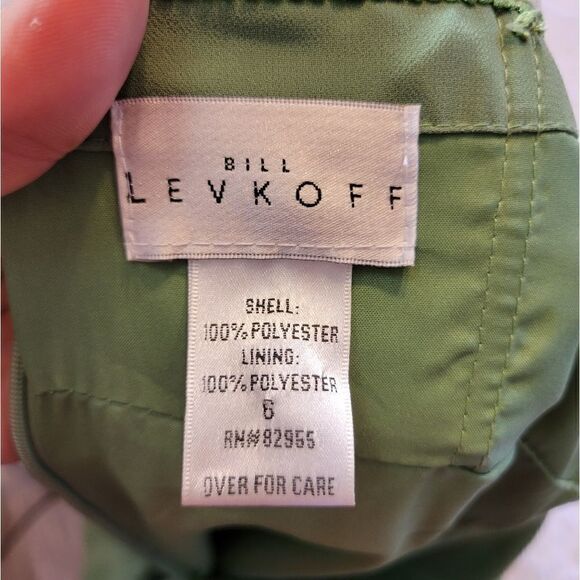 BILL
LEVKOFF
SHELL:
100% POLYESTER
LINING:
100% POLYESTER
6
RN#82955
OVER FOR CARE